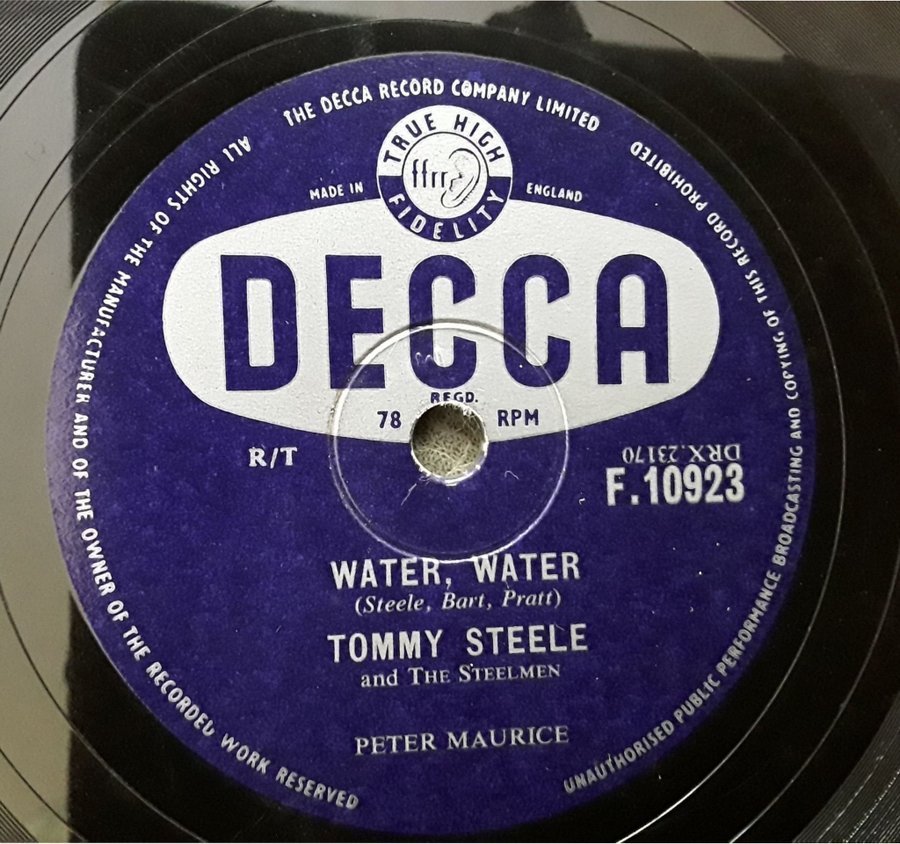 THE DECCA RECORD COMPANY LIMITED
ALL RIGHTS OF THE MANUFACTURER AND OF THE OWNER OF THE RECORDED WORK RESERVED
UNAUTHORISED PUBLIC PERFORMANCE BROADCASTING AND COPYING OF THIS RECORD PROHIBITED
TRUE HIGH
ffrr
FIDELITY
MADE IN ENGLAND
DECCA
REGD.
78 RPM
R/T
DRX.23170
F.10923
WATER, WATER
(Steele, Bart, Pratt)
TOMMY STEELE
and THE STEELMEN
PETER MAURICE